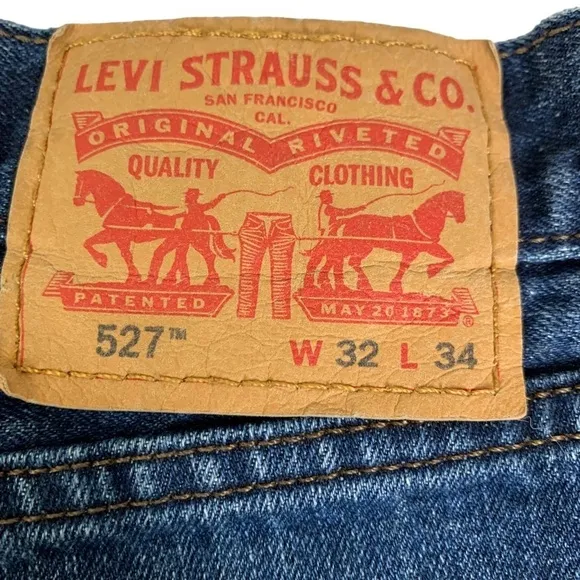 LEVI STRAUSS & CO.
SAN FRANCISCO
CAL.
ORIGINAL RIVETED
QUALITY CLOTHING
PATENTED MAY 20 1873 ®
527™ W 32 L 34